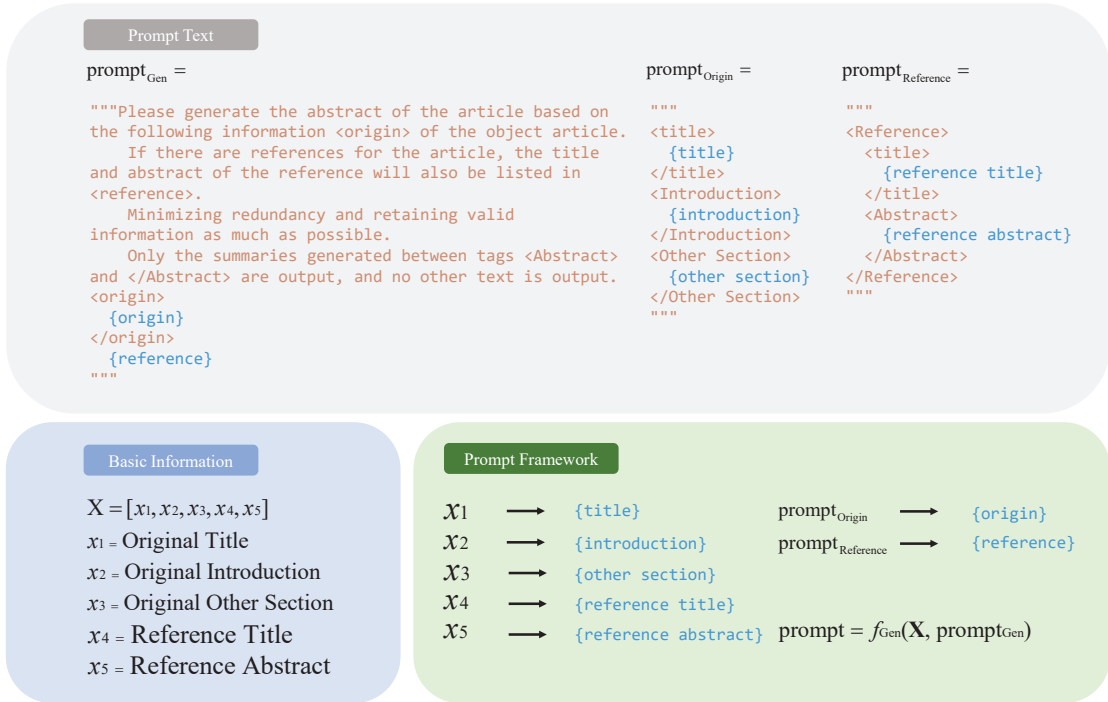 Prompt Text
prompt_Gen =
"""Please generate the abstract of the article based on
the following information <origin> of the object article.
If there are references for the article, the title
and abstract of the reference will also be listed in
<reference>.
Minimizing redundancy and retaining valid
information as much as possible.
Only the summaries generated between tags <Abstract>
and </Abstract> are output, and no other text is output.
<origin>
{origin}
</origin>
{reference}
"""
prompt_Origin =
"""
<title>
{title}
</title>
<Introduction>
{introduction}
</Introduction>
<Other Section>
{other section}
</Other Section>
"""
prompt_Reference =
"""
<Reference>
<title>
{reference title}
</title>
<Abstract>
{reference abstract}
</Abstract>
</Reference>
"""
Basic Information
X = [x1, x2, x3, x4, x5]
x1 = Original Title
x2 = Original Introduction
x3 = Original Other Section
x4 = Reference Title
x5 = Reference Abstract
Prompt Framework
x1 → {title}
x2 → {introduction}
x3 → {other section}
x4 → {reference title}
x5 → {reference abstract}
prompt_Origin → {origin}
prompt_Reference → {reference}
prompt = f_Gen(X, prompt_Gen)